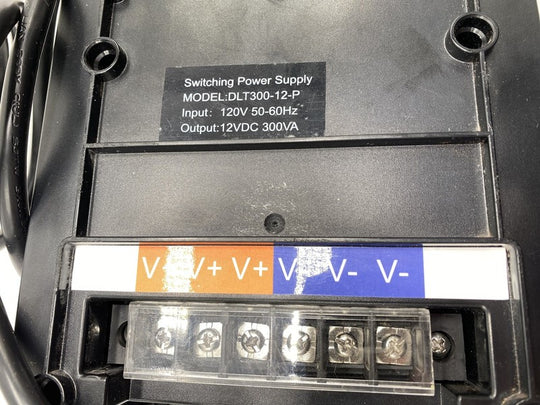 Switching Power Supply
MODEL:DLT300-12-P
Input: 120V 50-60Hz
Output:12VDC 300VA
V+ V+ V+ V- V- V-